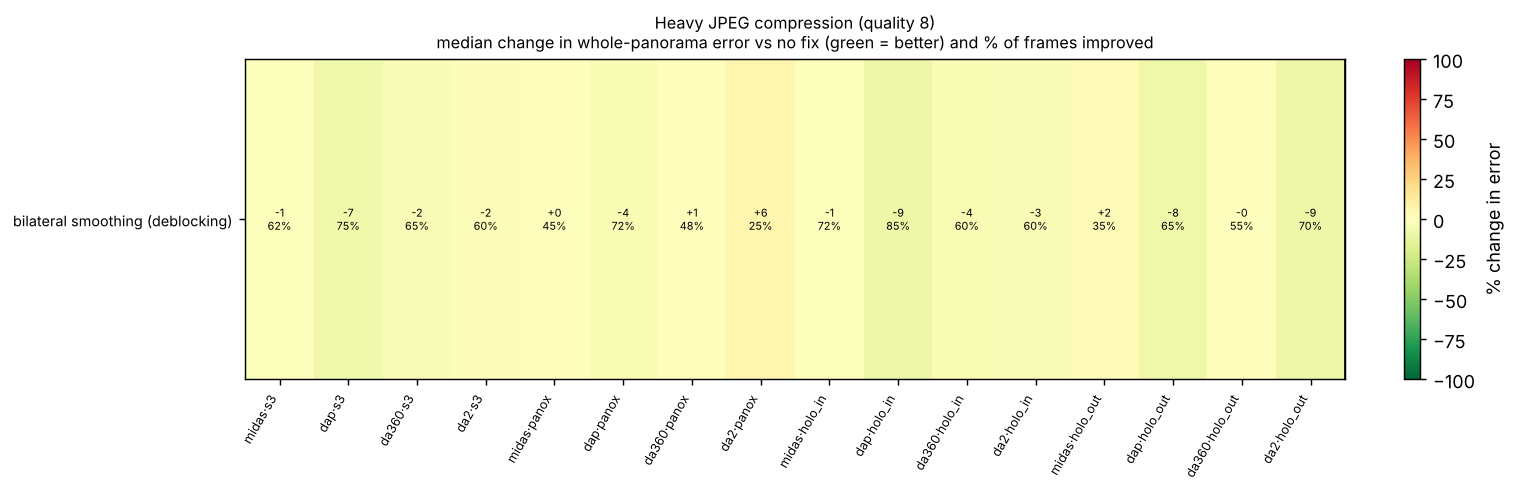 Heavy JPEG compression (quality 8)
median change in whole-panorama error vs no fix (green = better) and % of frames improved
bilateral smoothing (deblocking)
-1 -7 -2 -2 +0 -4 +1 +6 -1 -9 -4 -3 +2 -8 -0 -9
62% 75% 65% 60% 45% 72% 48% 25% 72% 85% 60% 60% 35% 65% 55% 70%
midas·s3
dap·s3
da360·s3
da2·s3
midas·panox
dap·panox
da360·panox
da2·panox
midas·holo_in
dap·holo_in
da360·holo_in
da2·holo_in
midas·holo_out
dap·holo_out
da360·holo_out
da2·holo_out
100
75
50
25
0
−25
−50
−75
−100
% change in error